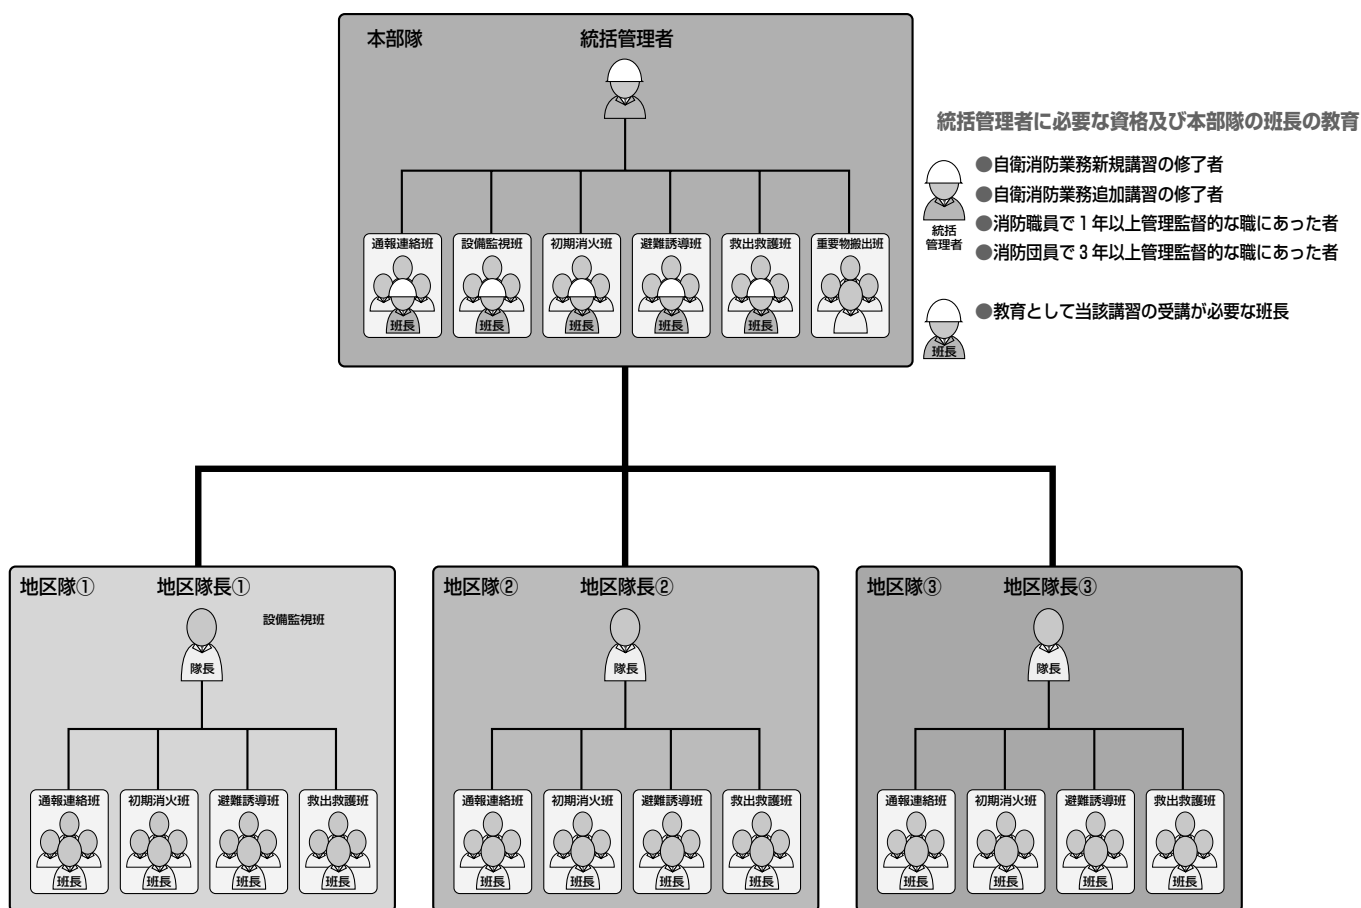 本部隊 統括管理者
統括管理者に必要な資格及び本部隊の班長の教育
●自衛消防業務新規講習の修了者
●自衛消防業務追加講習の修了者
●消防職員で1年以上管理監督的な職にあった者
●消防団員で3年以上管理監督的な職にあった者
統括
管理者
●教育として当該講習の受講が必要な班長
班長
通報連絡班 設備監視班 初期消火班 避難誘導班 救出救護班 重要物搬出班
班長 班長 班長 班長 班長
地区隊① 地区隊長①
設備監視班
隊長
通報連絡班 初期消火班 避難誘導班 救出救護班
班長 班長 班長 班長
地区隊② 地区隊長②
隊長
通報連絡班 初期消火班 避難誘導班 救出救護班
班長 班長 班長 班長
地区隊③ 地区隊長③
隊長
通報連絡班 初期消火班 避難誘導班 救出救護班
班長 班長 班長 班長